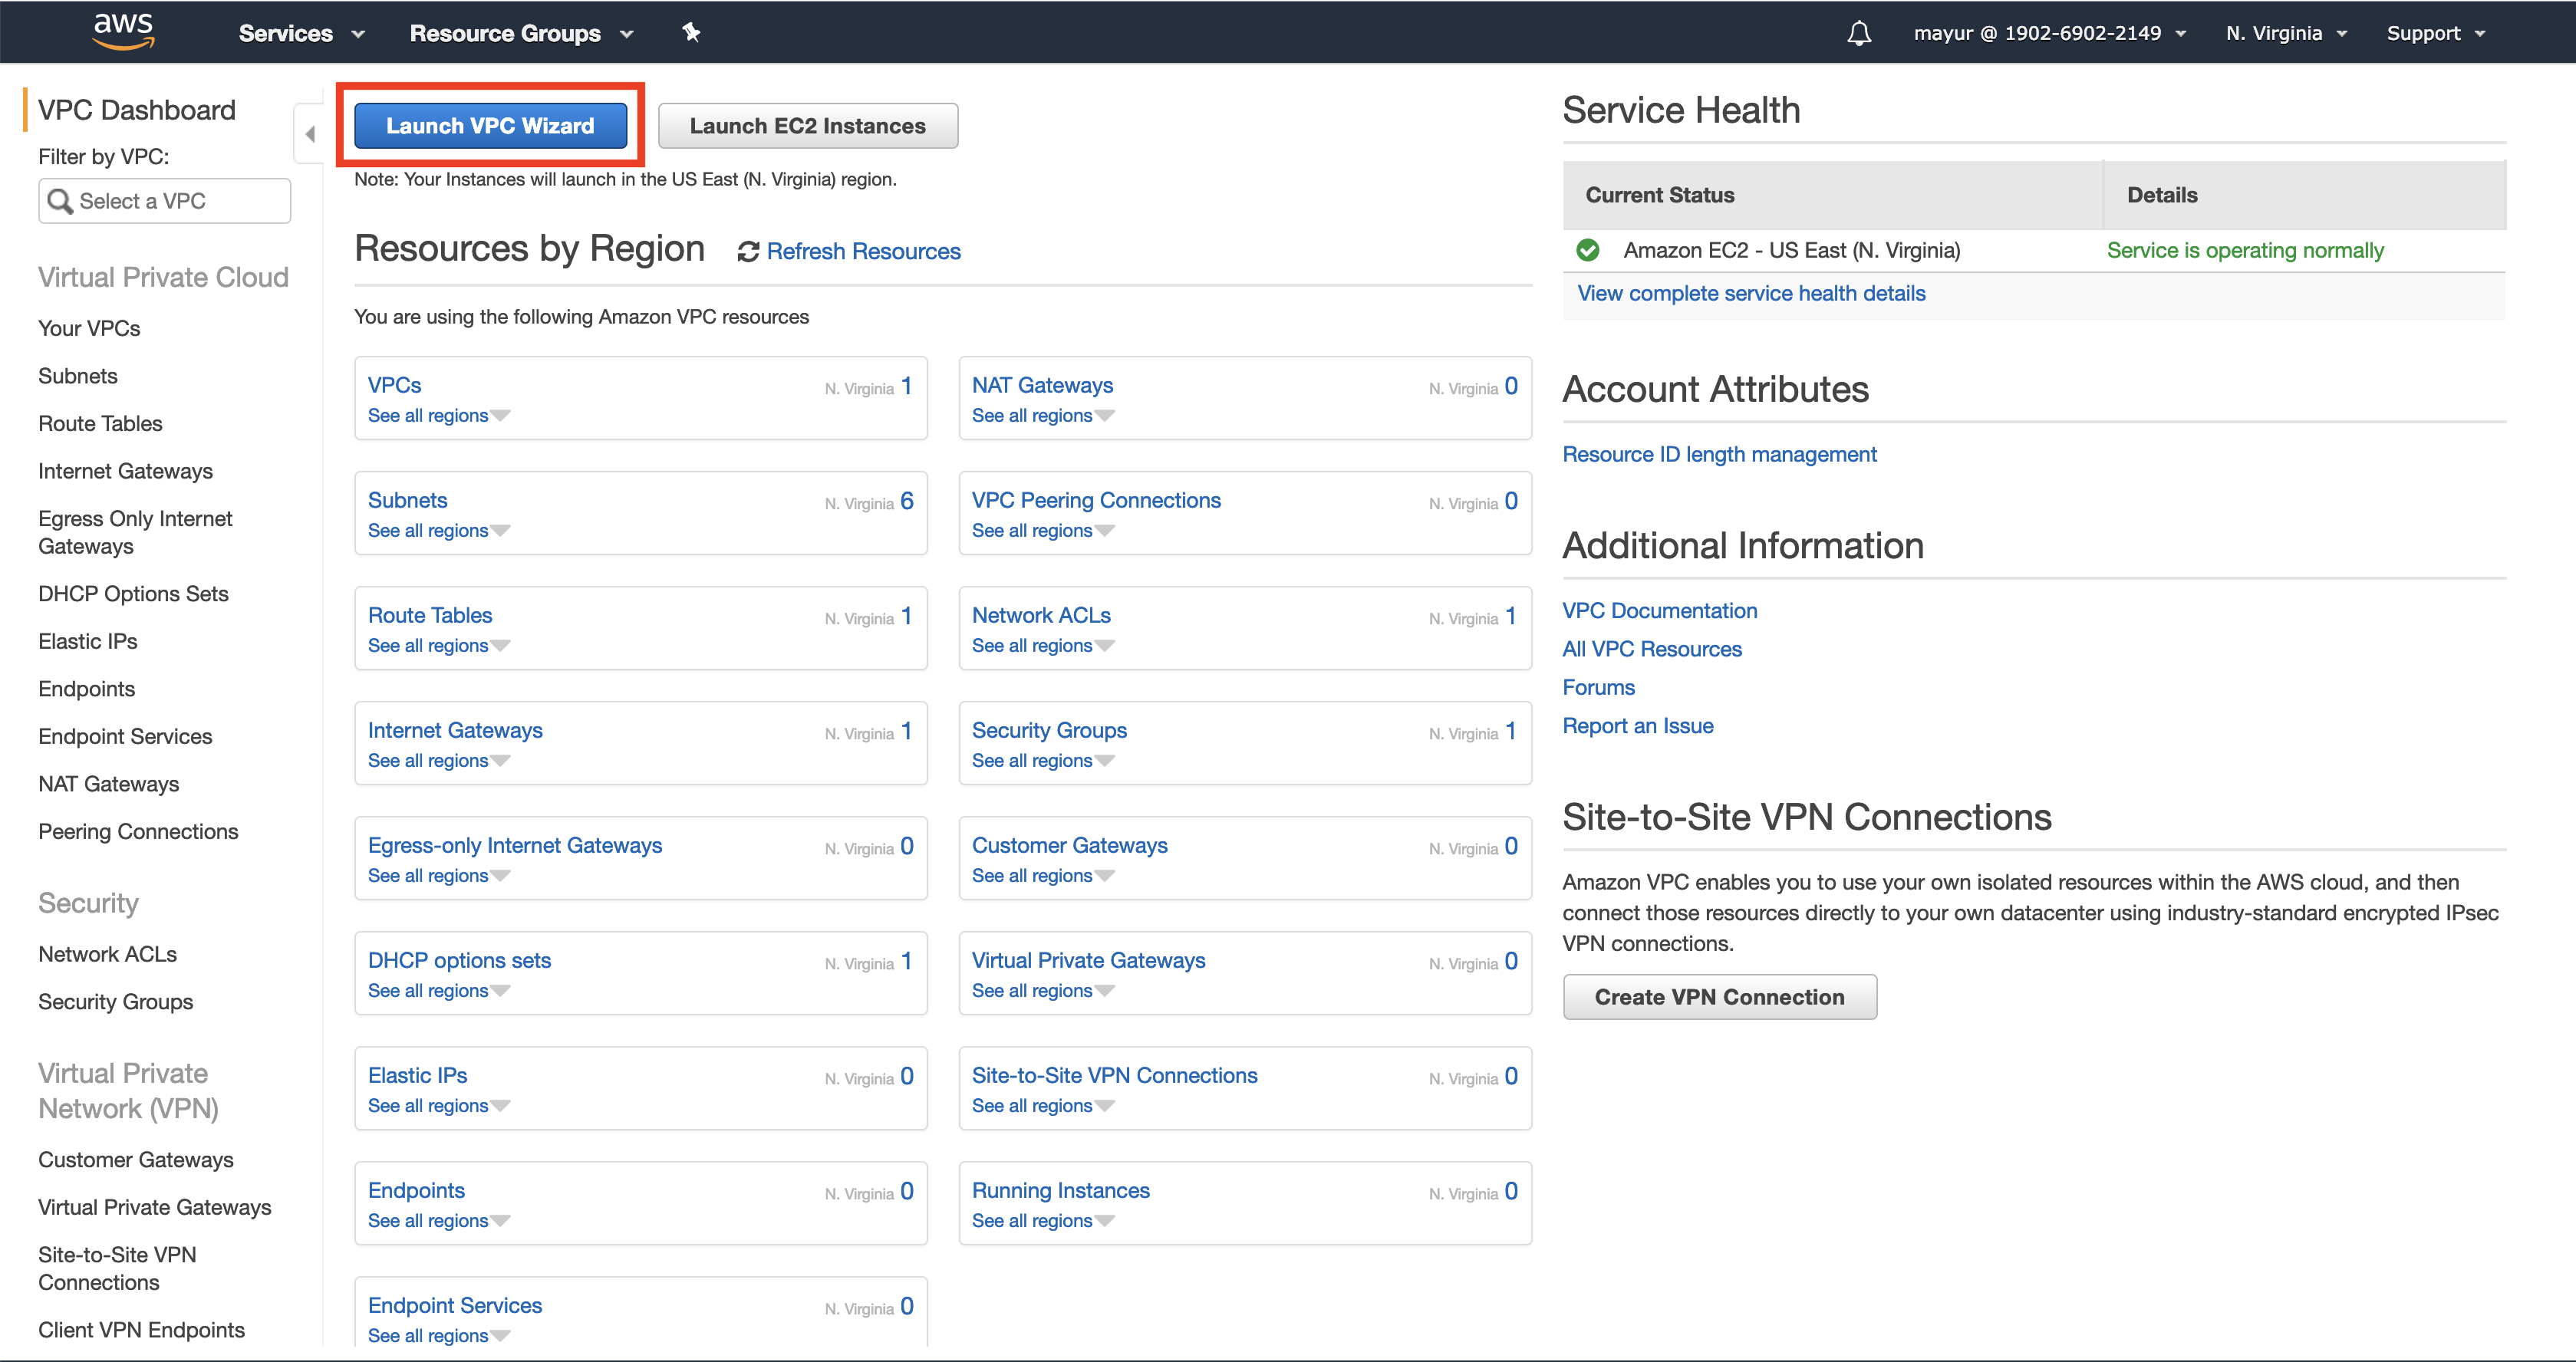 aws
Services
Resource Groups
mayur @ 1902-6902-2149
N. Virginia
Support
VPC Dashboard
Filter by VPC:
Select a VPC
Virtual Private Cloud
Your VPCs
Subnets
Route Tables
Internet Gateways
Egress Only Internet
Gateways
DHCP Options Sets
Elastic IPs
Endpoints
Endpoint Services
NAT Gateways
Peering Connections
Security
Network ACLs
Security Groups
Virtual Private
Network (VPN)
Customer Gateways
Virtual Private Gateways
Site-to-Site VPN
Connections
Client VPN Endpoints
Launch VPC Wizard
Launch EC2 Instances
Note: Your Instances will launch in the US East (N. Virginia) region.
Resources by Region
Refresh Resources
You are using the following Amazon VPC resources
VPCs N. Virginia 1
See all regions
NAT Gateways N. Virginia 0
See all regions
Subnets N. Virginia 6
See all regions
VPC Peering Connections N. Virginia 0
See all regions
Route Tables N. Virginia 1
See all regions
Network ACLs N. Virginia 1
See all regions
Internet Gateways N. Virginia 1
See all regions
Security Groups N. Virginia 1
See all regions
Egress-only Internet Gateways N. Virginia 0
See all regions
Customer Gateways N. Virginia 0
See all regions
DHCP options sets N. Virginia 1
See all regions
Virtual Private Gateways N. Virginia 0
See all regions
Elastic IPs N. Virginia 0
See all regions
Site-to-Site VPN Connections N. Virginia 0
See all regions
Endpoints N. Virginia 0
See all regions
Running Instances N. Virginia 0
See all regions
Endpoint Services N. Virginia 0
See all regions
Service Health
Current Status Details
Amazon EC2 - US East (N. Virginia) Service is operating normally
View complete service health details
Account Attributes
Resource ID length management
Additional Information
VPC Documentation
All VPC Resources
Forums
Report an Issue
Site-to-Site VPN Connections
Amazon VPC enables you to use your own isolated resources within the AWS cloud, and then
connect those resources directly to your own datacenter using industry-standard encrypted IPsec
VPN connections.
Create VPN Connection